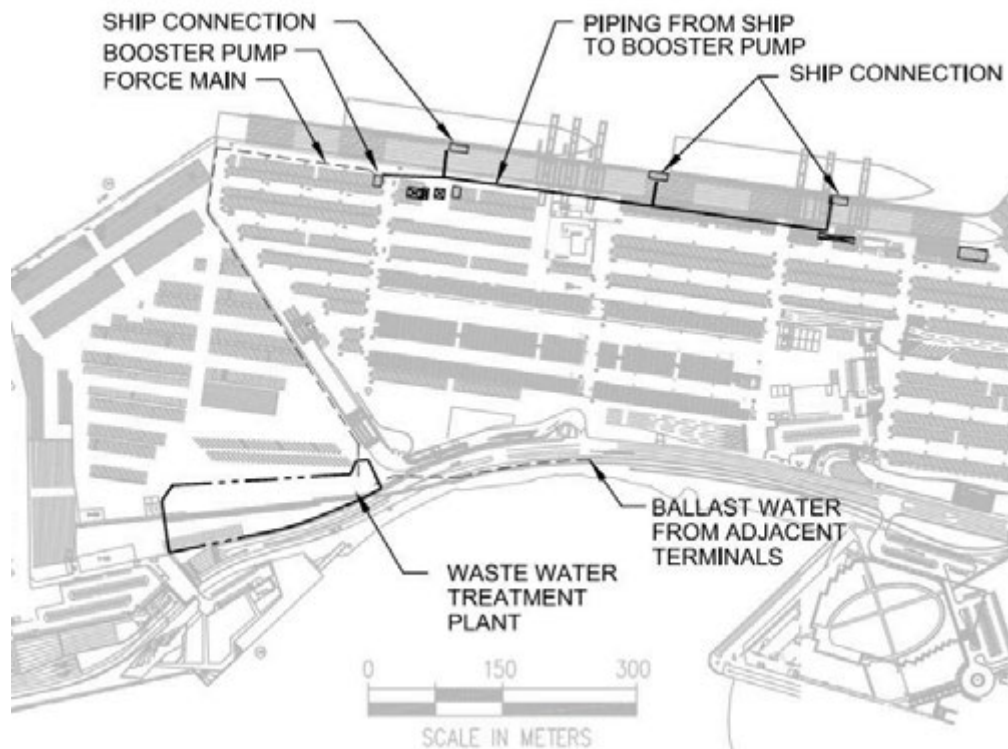 SHIP CONNECTION
BOOSTER PUMP
FORCE MAIN
PIPING FROM SHIP
TO BOOSTER PUMP
SHIP CONNECTION
BALLAST WATER
FROM ADJACENT
TERMINALS
WASTE WATER
TREATMENT
PLANT
0 150 300
SCALE IN METERS